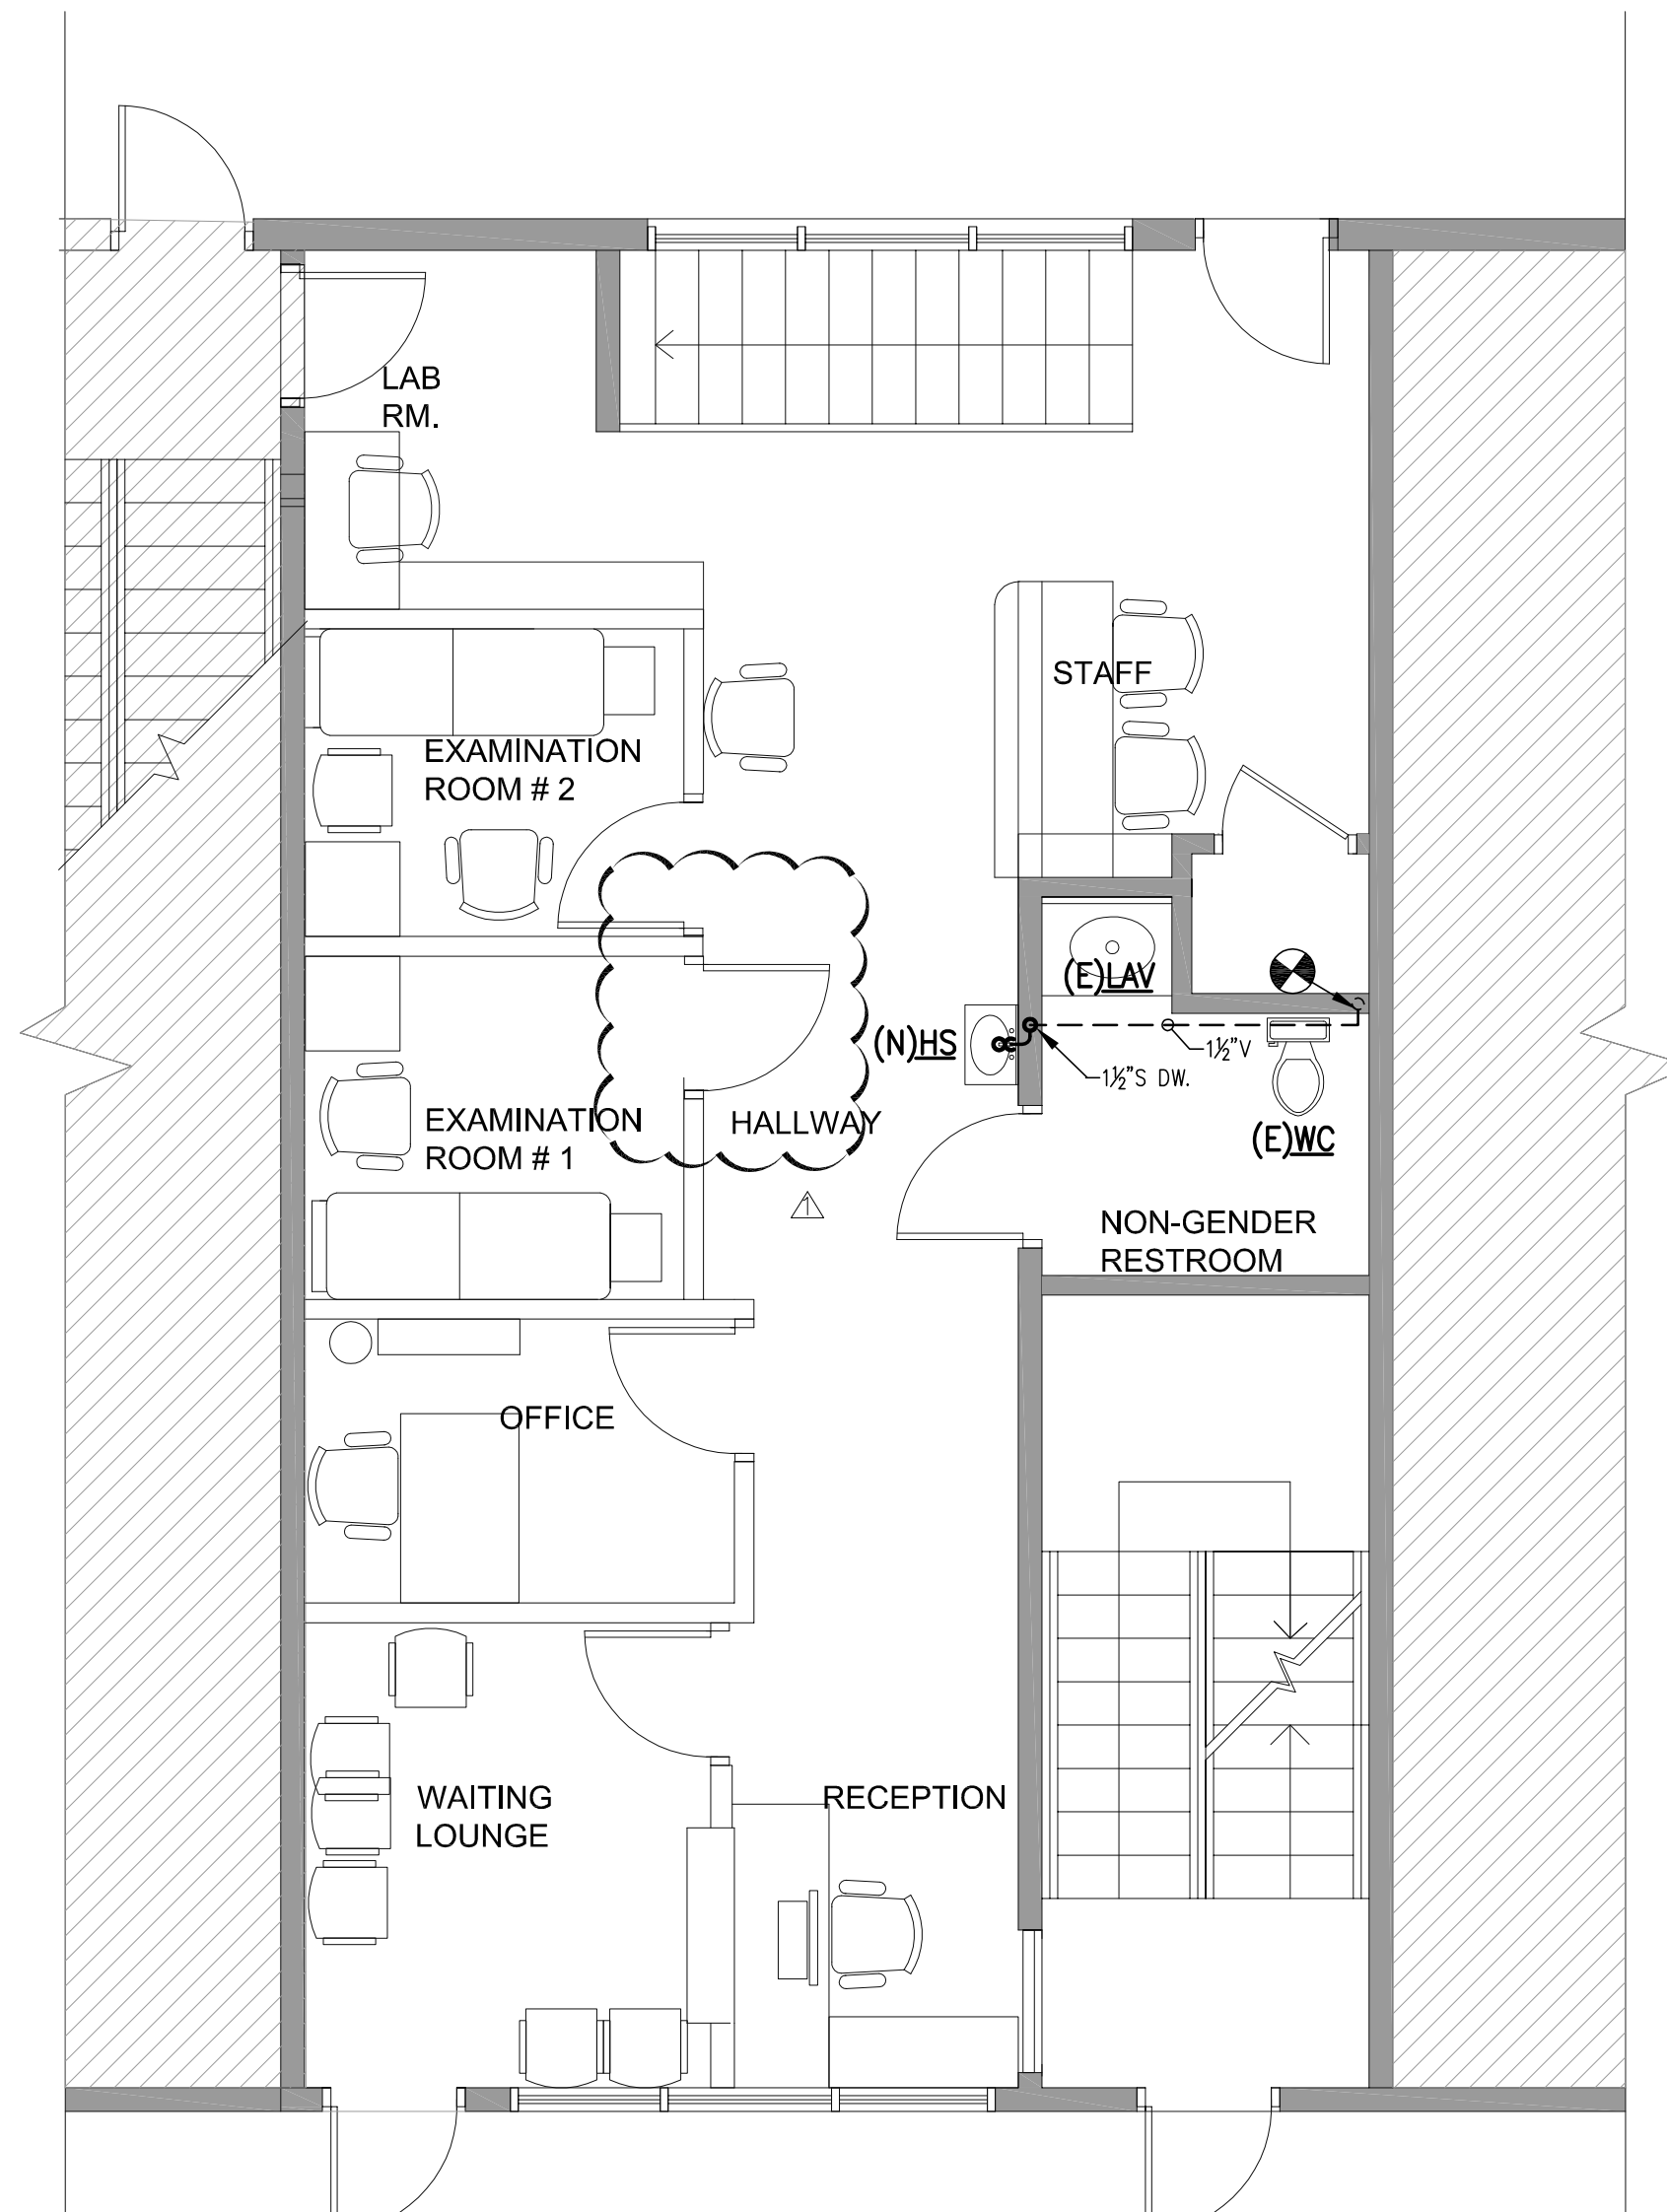 LAB
RM.
STAFF
EXAMINATION
ROOM # 2
(E)LAV
(N)HS
1½"V
1½"S DW.
EXAMINATION
ROOM # 1
HALLWAY
(E)WC
1
NON-GENDER
RESTROOM
OFFICE
WAITING
LOUNGE
RECEPTION